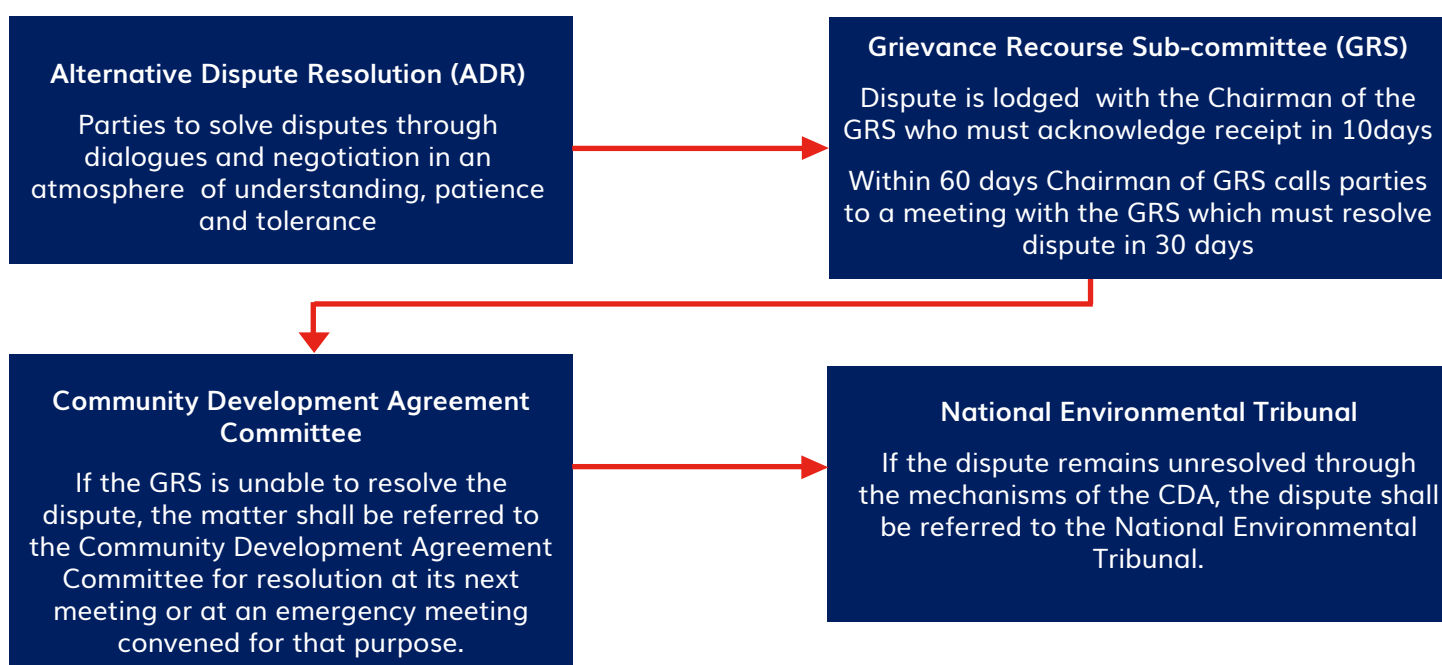 Alternative Dispute Resolution (ADR)
Parties to solve disputes through
dialogues and negotiation in an
atmosphere of understanding, patience
and tolerance
Grievance Recourse Sub-committee (GRS)
Dispute is lodged with the Chairman of the
GRS who must acknowledge receipt in 10days
Within 60 days Chairman of GRS calls parties
to a meeting with the GRS which must resolve
dispute in 30 days
Community Development Agreement
Committee
If the GRS is unable to resolve the
dispute, the matter shall be referred to
the Community Development Agreement
Committee for resolution at its next
meeting or at an emergency meeting
convened for that purpose.
National Environmental Tribunal
If the dispute remains unresolved through
the mechanisms of the CDA, the dispute shall
be referred to the National Environmental
Tribunal.